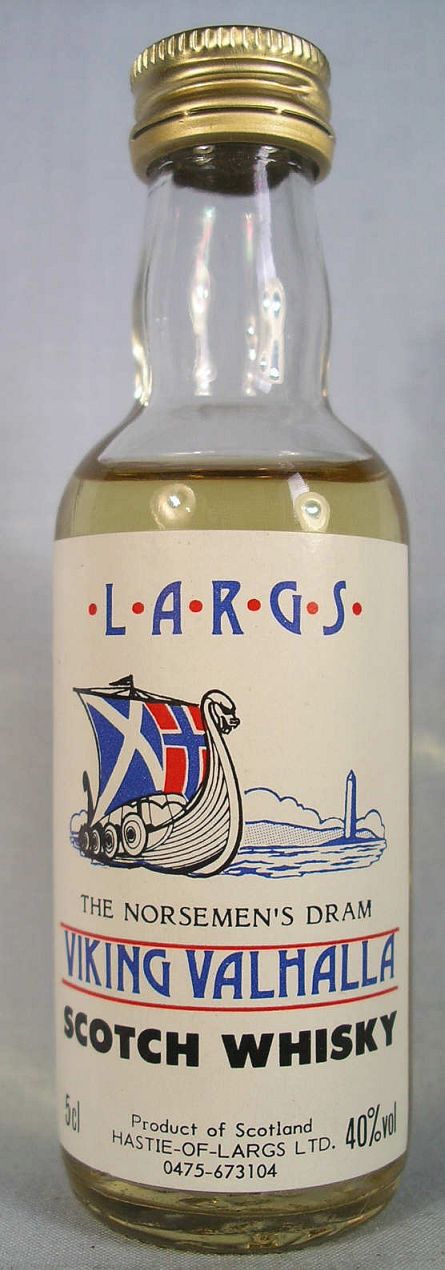 ·L·A·R·G·S·
THE NORSEMEN'S DRAM
VIKING VALHALLA
SCOTCH WHISKY
5cl
Product of Scotland
HASTIE-OF-LARGS LTD.
0475-673104
40%vol